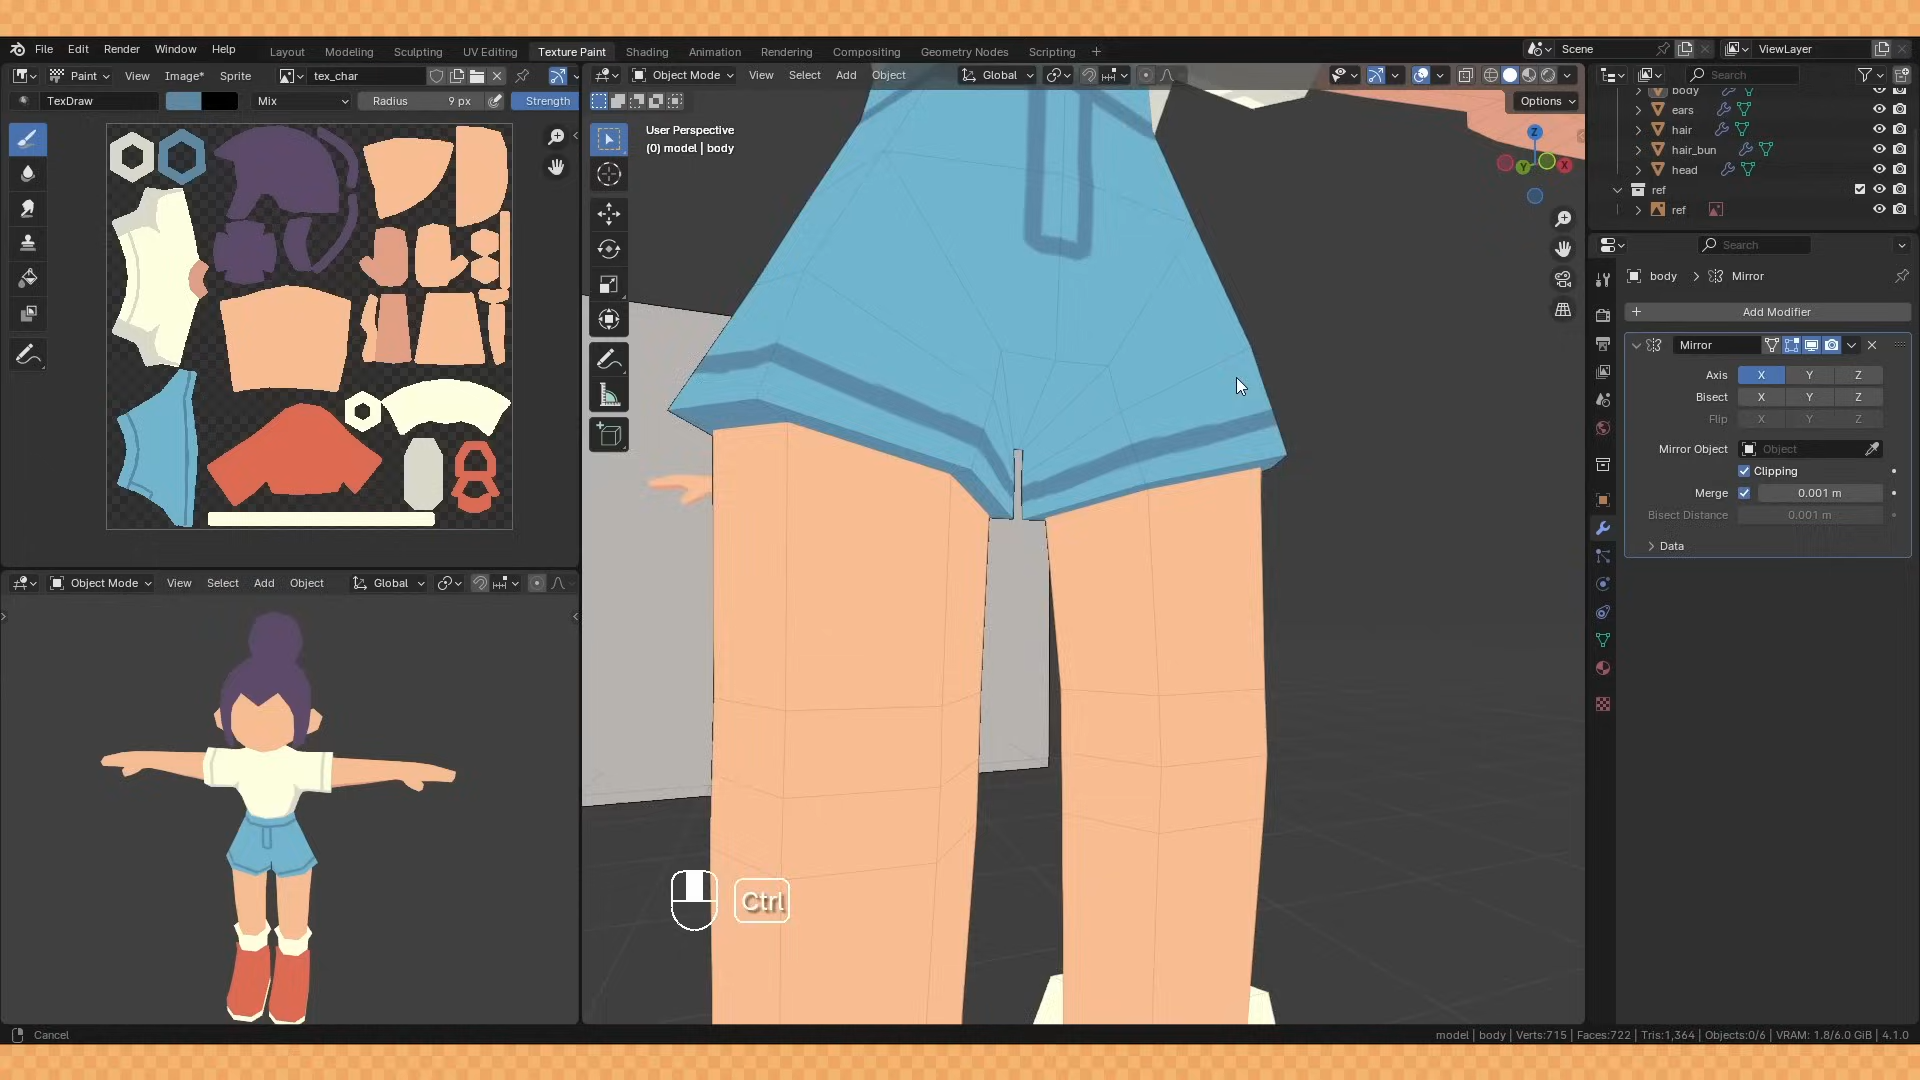 File Edit Render Window Help
Layout Modeling Sculpting UV Editing Texture Paint Shading Animation Rendering Compositing Geometry Nodes Scripting +
Scene
ViewLayer
Paint View Image* Sprite
tex_char
TexDraw
Mix
Radius 9 px
Strength
Object Mode View Select Add Object
Global
Options
User Perspective
(0) model | body
Z
Y
X
Search
body
ears
hair
hair_bun
head
ref
ref
Search
body > Mirror
+ Add Modifier
Mirror
Axis X Y Z
Bisect X Y Z
Flip X Y Z
Mirror Object Object
Clipping
Merge 0.001 m
Bisect Distance 0.001 m
Data
Object Mode View Select Add Object
Global
Ctrl
Cancel
model | body | Verts:715 | Faces:722 | Tris:1,364 | Objects:0/6 | VRAM: 1.8/6.0 GiB | 4.1.0